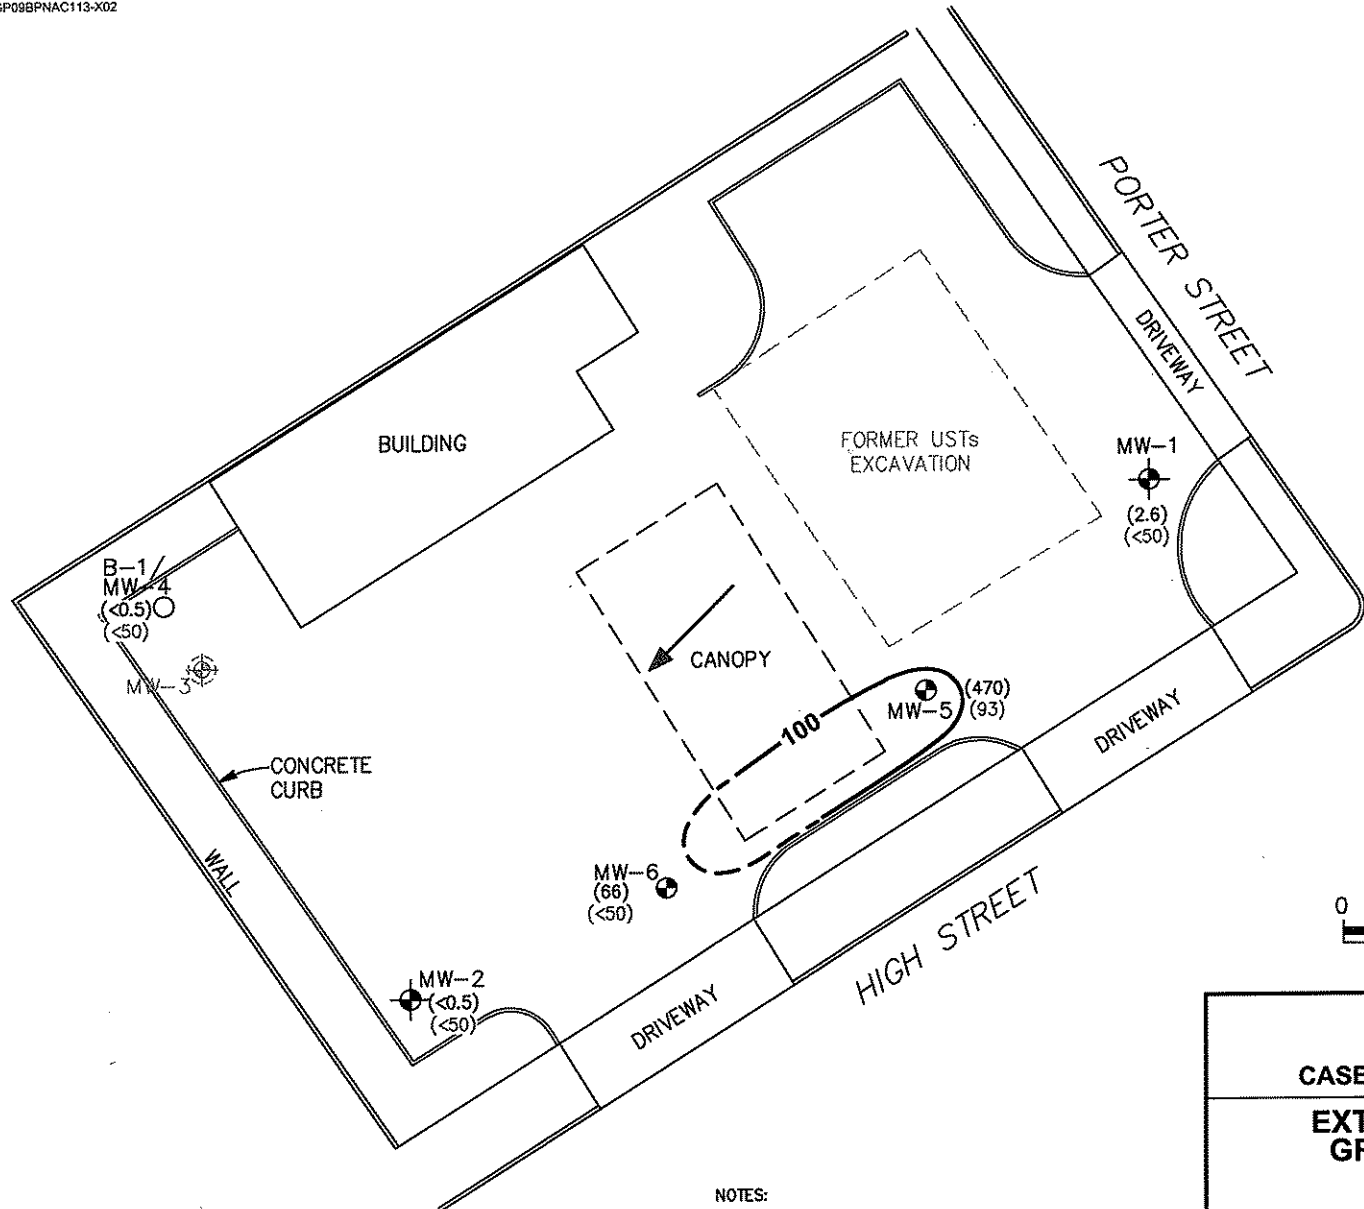 GP09BPNAC113-X02
PORTER STREET
DRIVEWAY
BUILDING
FORMER USTs
EXCAVATION
MW-1
(2.6)
(<50)
B-1/
MW-4
(<0.5)
(<50)
MW-3
CANOPY
100
MW-5
(470)
(93)
DRIVEWAY
CONCRETE
CURB
WALL
MW-6
(66)
(<50)
HIGH STREET
0
MW-2
(<0.5)
(<50)
DRIVEWAY
CASE
EXT
GR
NOTES: